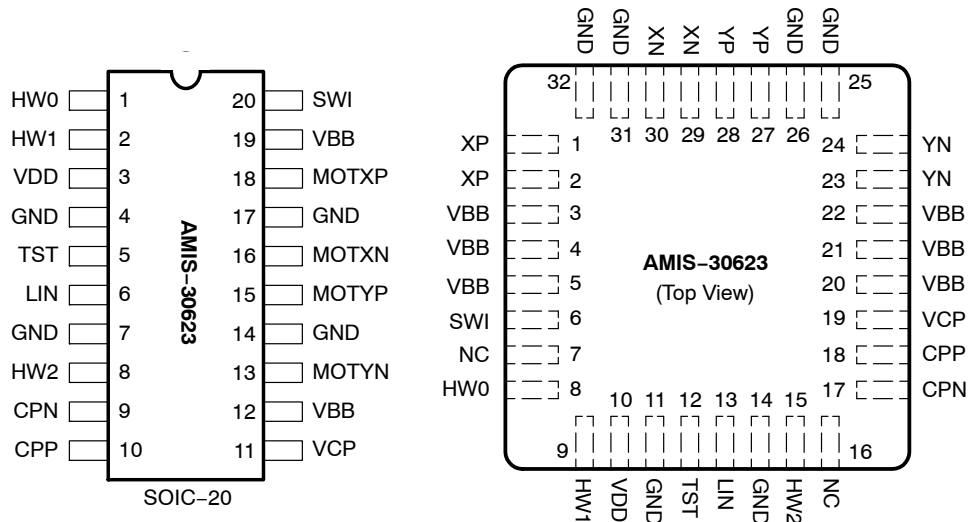 HW0 1 20 SWI
HW1 2 19 VBB
VDD 3 18 MOTXP
GND 4 17 GND
TST 5 16 MOTXN
LIN 6 15 MOTYP
GND 7 14 GND
HW2 8 13 MOTYN
CPN 9 12 VBB
CPP 10 11 VCP
AMIS−30623
SOIC−20
GND GND XN XN YP YP GND GND
32 31 30 29 28 27 26 25
XP 1 24 YN
XP 2 23 YN
VBB 3 22 VBB
VBB 4 21 VBB
VBB 5 20 VBB
SWI 6 19 VCP
NC 7 18 CPP
HW0 8 17 CPN
AMIS−30623
(Top View)
9 10 11 12 13 14 15 16
HW1 VDD GND TST LIN GND HW2 NC